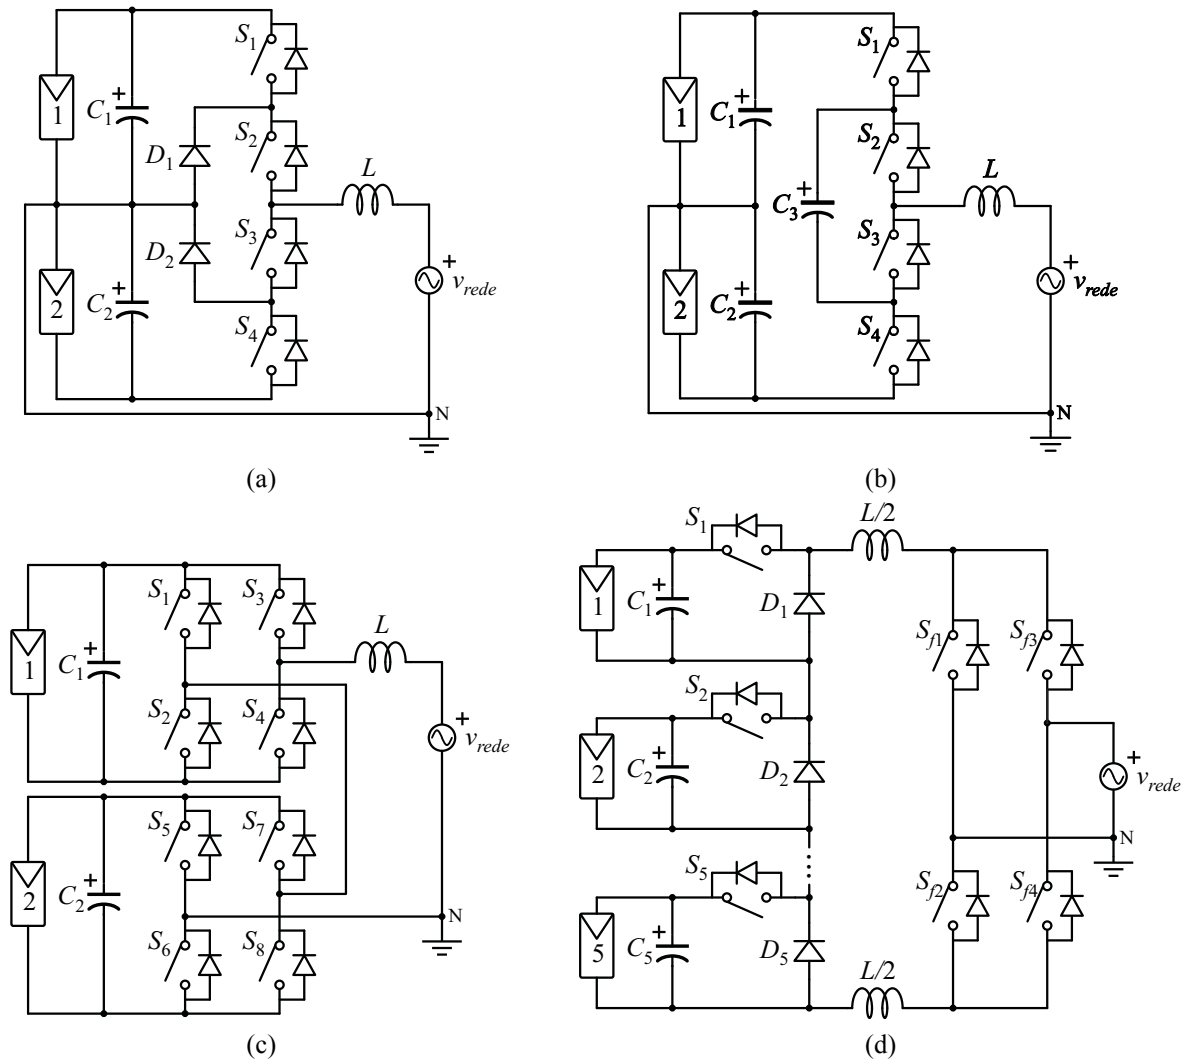 S1
1
C1 +
S2
D1
L
S3
D2
+
vrede
2
C2 +
S4
N
(a)
S1
1
C1 +
S2
L
C3 +
S3
+
vrede
2
C2 +
S4
N
(b)
S1
S3
L
1
C1 +
S2
S4
+
vrede
S5
S7
2
C2 +
N
S6
S8
(c)
S1
L/2
1
C1 +
D1
Sf1
Sf3
S2
2
C2 +
D2
+
vrede
N
S5
Sf2
Sf4
5
C5 +
D5
L/2
(d)